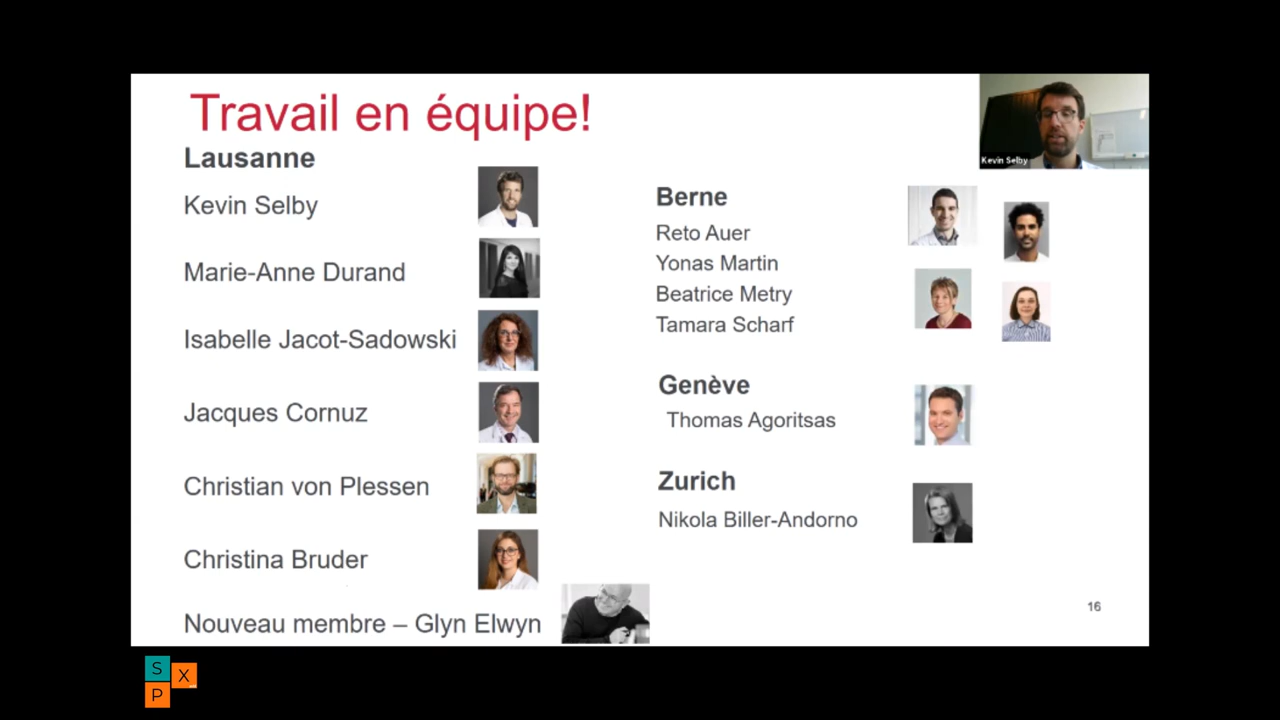 Travail en équipe!
Lausanne
Kevin Selby
Marie-Anne Durand
Isabelle Jacot-Sadowski
Jacques Cornuz
Christian von Plessen
Christina Bruder
Nouveau membre – Glyn Elwyn
Berne
Reto Auer
Yonas Martin
Beatrice Metry
Tamara Scharf
Genève
Thomas Agoritsas
Zurich
Nikola Biller-Andorno
16
Kevin Selby
S
X
P